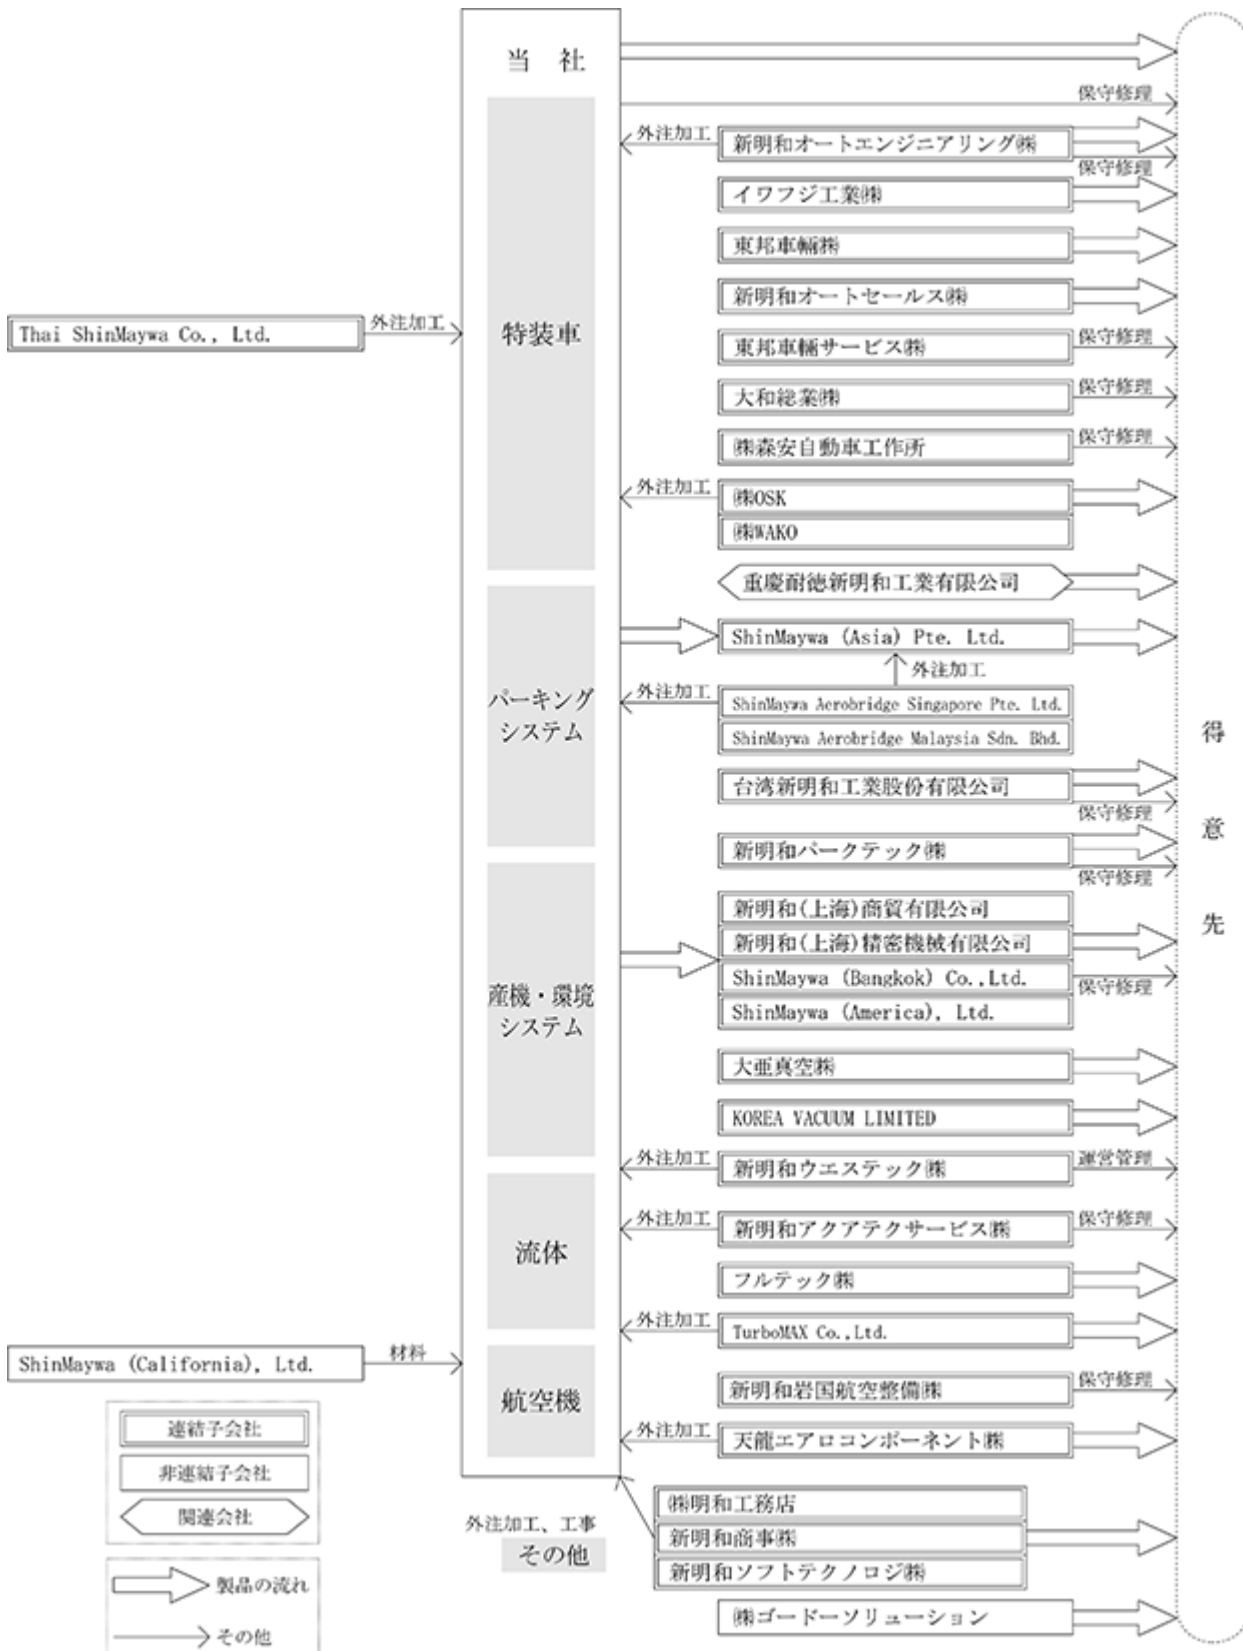 当 社
保守修理
外注加工
新明和オートエンジニアリング㈱
保守修理
イワフジ工業㈱
東邦車輛㈱
新明和オートセールス㈱
Thai ShinMaywa Co., Ltd.
外注加工
特装車
東邦車輛サービス㈱
保守修理
大和総業㈱
保守修理
㈱森安自動車工作所
保守修理
外注加工
㈱OSK
㈱WAKO
重慶耐徳新明和工業有限公司
ShinMaywa (Asia) Pte. Ltd.
外注加工
パーキング
システム
外注加工
ShinMaywa Aerobridge Singapore Pte. Ltd.
ShinMaywa Aerobridge Malaysia Sdn. Bhd.
得意先
台湾新明和工業股份有限公司
保守修理
新明和パークテック㈱
保守修理
産機・環境
システム
新明和(上海)商貿有限公司
新明和(上海)精密機械有限公司
ShinMaywa (Bangkok) Co.,Ltd.
ShinMaywa (America), Ltd.
保守修理
大亜真空㈱
KOREA VACUUM LIMITED
外注加工
新明和ウエステック㈱
運営管理
流体
外注加工
新明和アクアテクサービス㈱
保守修理
フルテック㈱
外注加工
TurboMAX Co.,Ltd.
ShinMaywa (California), Ltd.
材料
航空機
新明和岩国航空整備㈱
保守修理
外注加工
天龍エアロコンポーネント㈱
連結子会社
非連結子会社
関連会社
製品の流れ
その他
外注加工、工事
その他
㈱明和工務店
新明和商事㈱
新明和ソフトテクノロジ㈱
㈱ゴードーソリューション